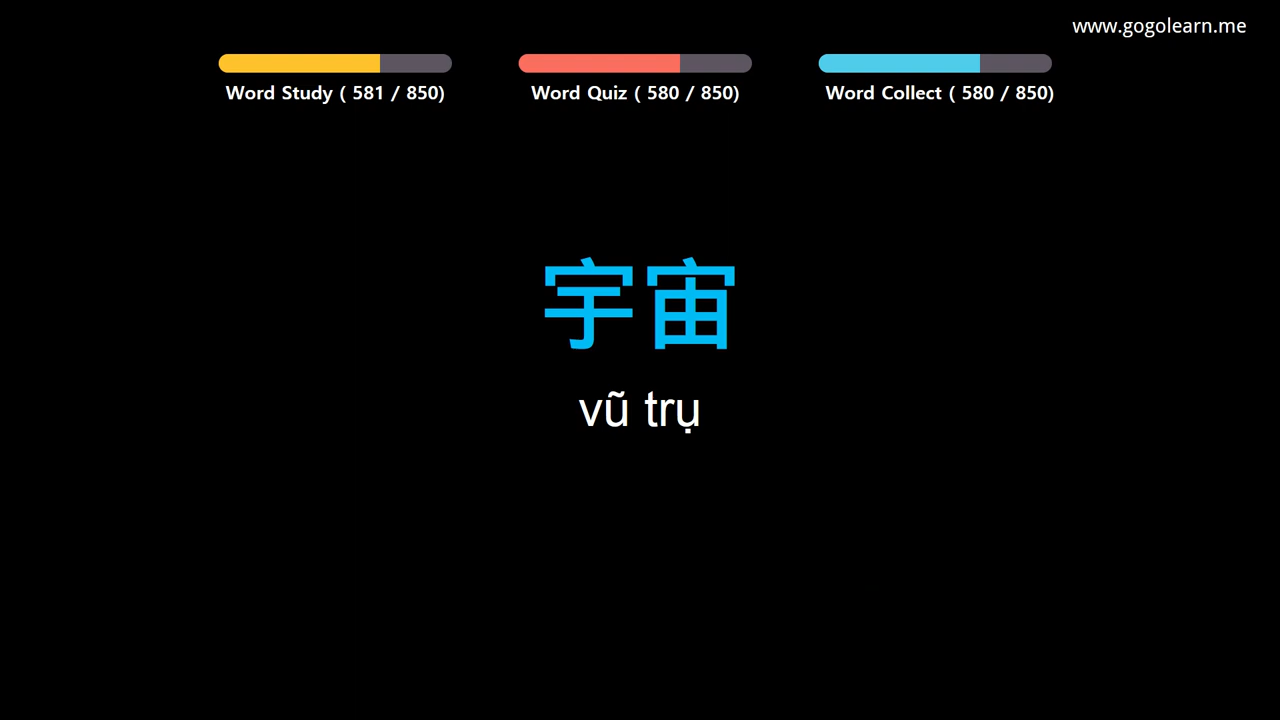 www.gogolearn.me
Word Study ( 581 / 850)
Word Quiz ( 580 / 850)
Word Collect ( 580 / 850)
宇宙
vũ trụ